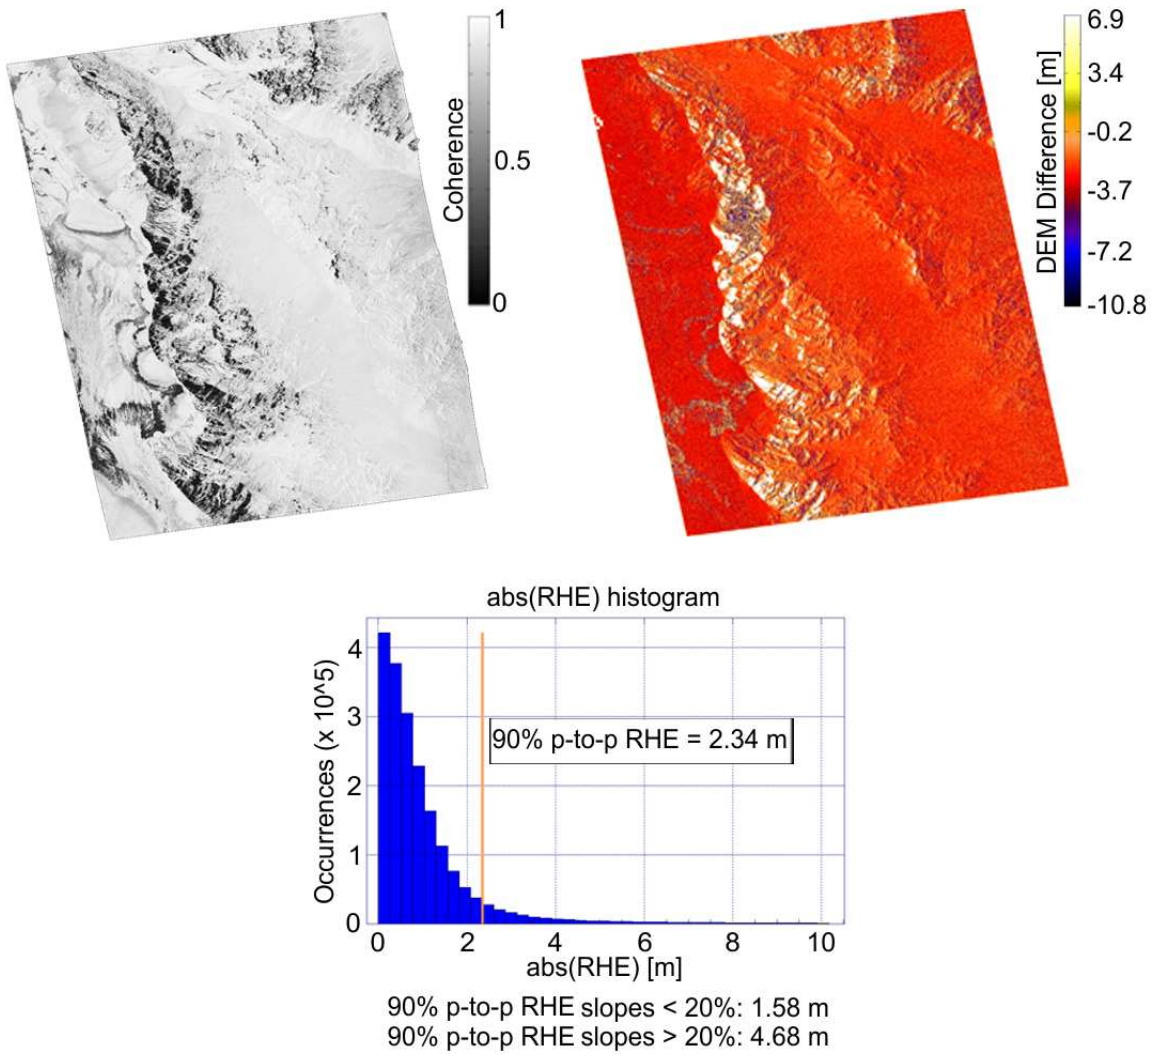 1
0.5
0
Coherence
6.9
3.4
-0.2
-3.7
-7.2
-10.8
DEM Difference [m]
abs(RHE) histogram
4
3
2
1
0
Occurrences (x 10^5)
90% p-to-p RHE = 2.34 m
0 2 4 6 8 10
abs(RHE) [m]
90% p-to-p RHE slopes < 20%: 1.58 m
90% p-to-p RHE slopes > 20%: 4.68 m